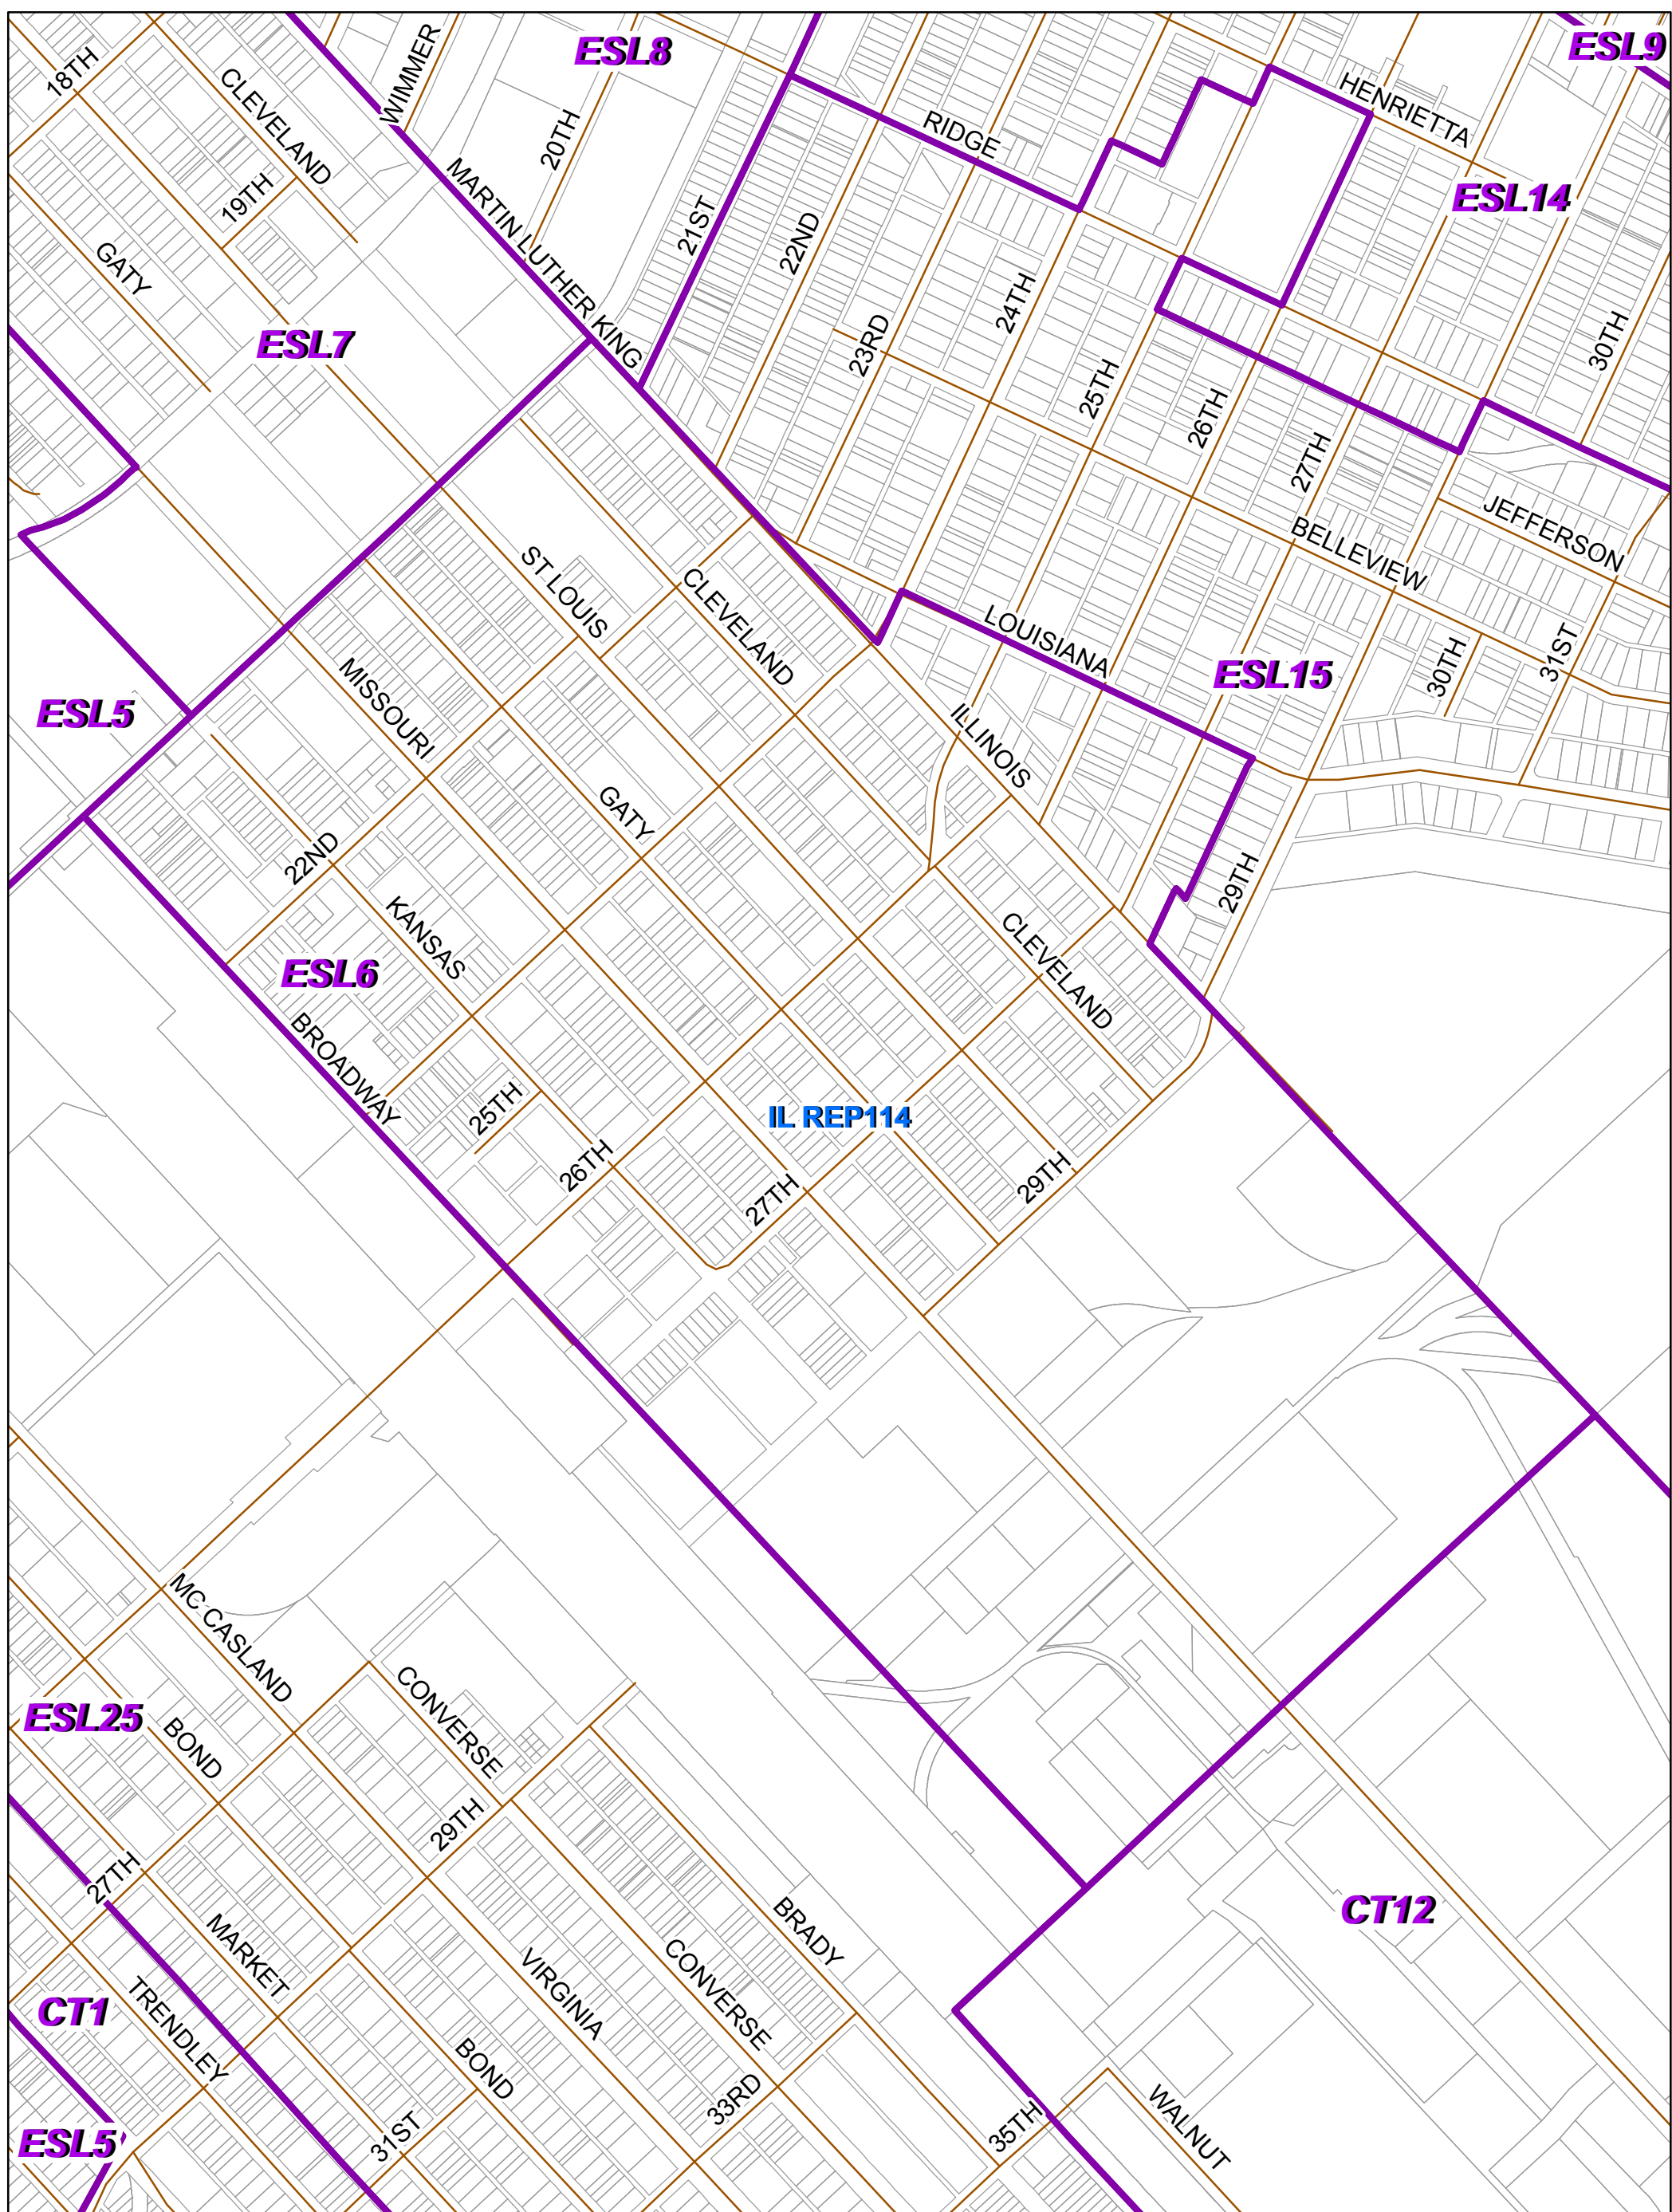 ESL8
ESL9
WIMMER
18TH
CLEVELAND
HENRIETTA
20TH
RIDGE
19TH
MARTIN LUTHER KING
ESL14
21ST
22ND
GATY
24TH
30TH
ESL7
23RD
25TH
26TH
27TH
JEFFERSON
BELLEVIEW
ST LOUIS
CLEVELAND
LOUISIANA
ESL15
30TH
31ST
MISSOURI
ESL5
ILLINOIS
GATY
22ND
29TH
KANSAS
CLEVELAND
ESL6
BROADWAY
25TH
IL REP114
26TH
27TH
29TH
MC CASLAND
CONVERSE
ESL25
BOND
29TH
27TH
CT12
BRADY
MARKET
VIRGINIA
CONVERSE
CT1
TRENDLEY
BOND
33RD
35TH
WALNUT
31ST
ESL5